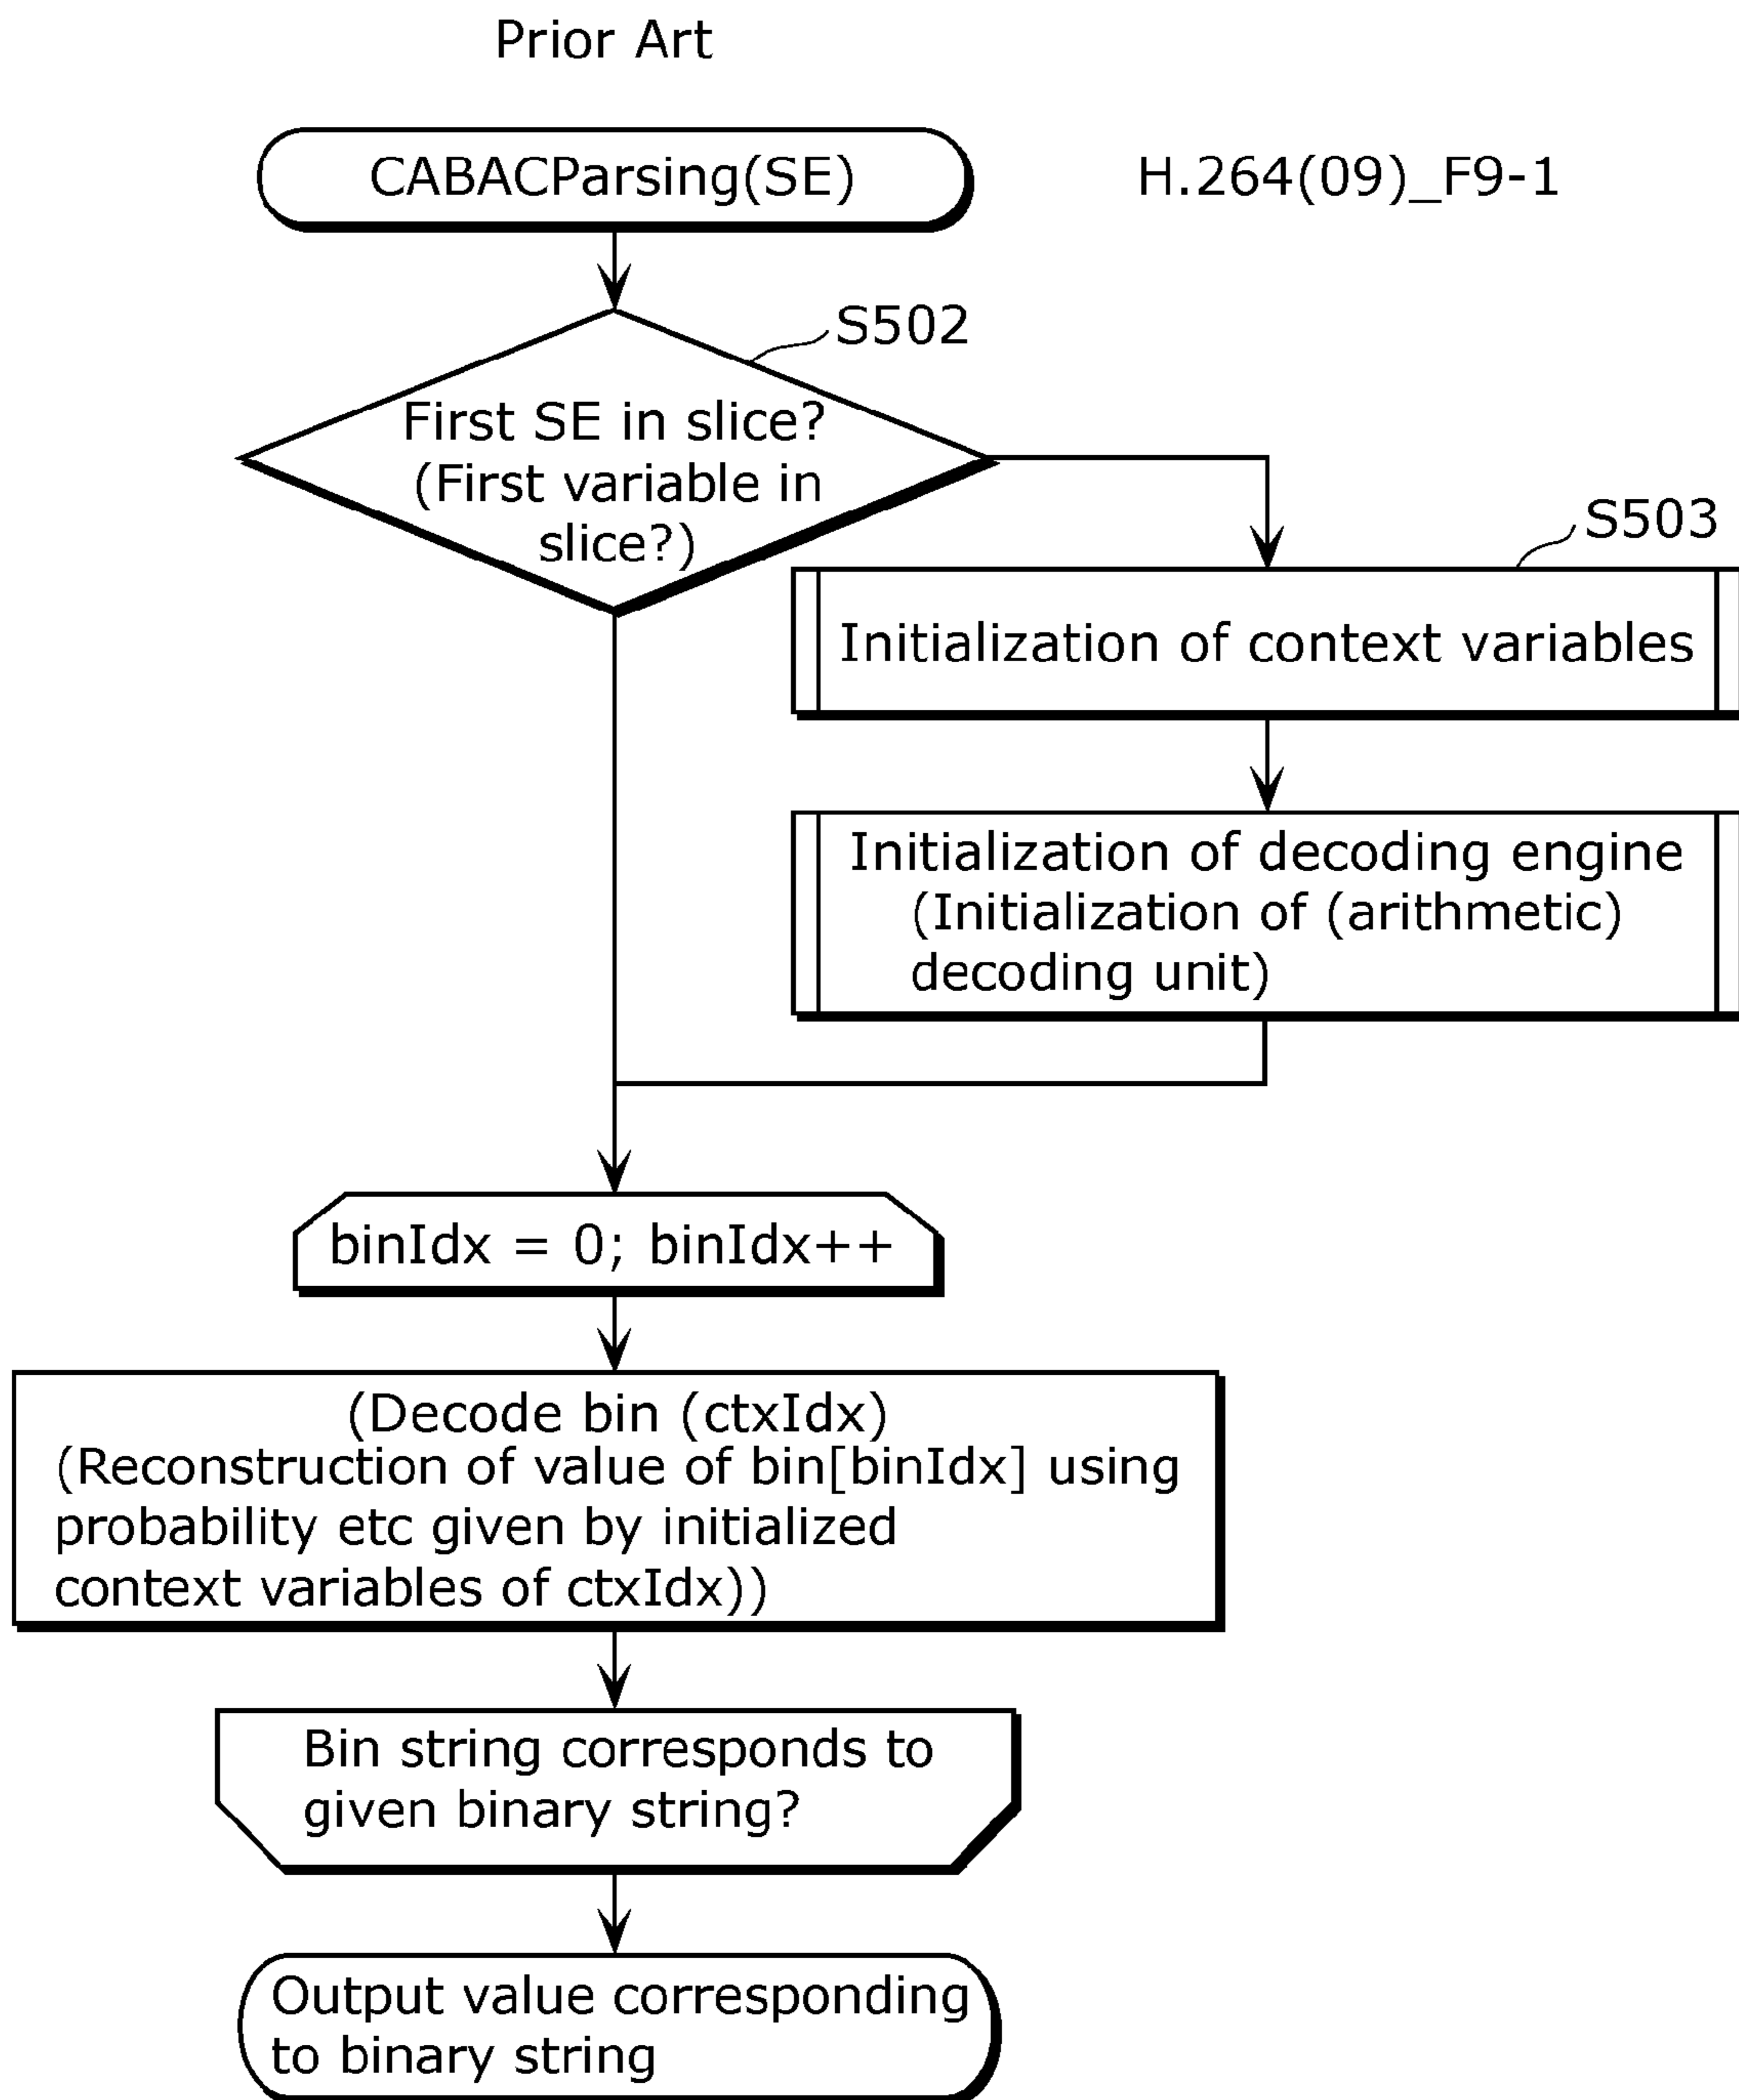 Prior Art
CABACParsing(SE)
H.264(09)_F9-1
S502
First SE in slice?
(First variable in
slice?)
S503
Initialization of context variables
Initialization of decoding engine
(Initialization of (arithmetic)
decoding unit)
binIdx = 0; binIdx++
(Decode bin (ctxIdx)
(Reconstruction of value of bin[binIdx] using
probability etc given by initialized
context variables of ctxIdx))
Bin string corresponds to
given binary string?
Output value corresponding
to binary string